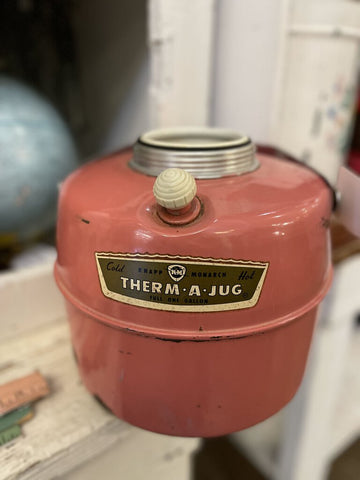 Cold KNAPP K-M MONARCH Hot
THERM·A·JUG
FULL ONE GALLON